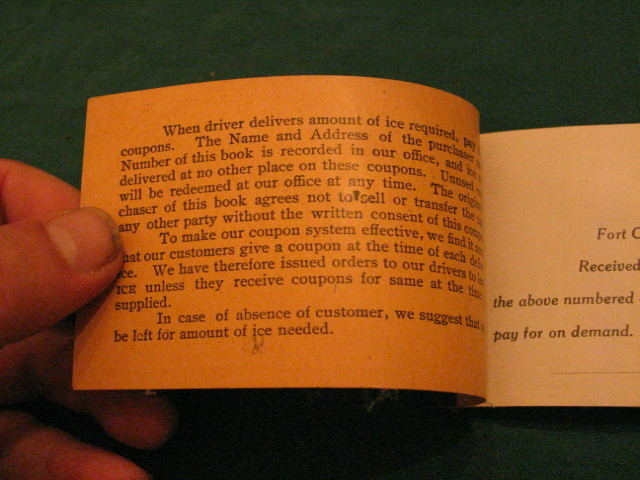 When driver delivers amount of ice required, pay
coupons. The Name and Address of the purchaser
Number of this book is recorded in our office, and ice
delivered at no other place on these coupons. Unused
will be redeemed at our office at any time. The
chaser of this book agrees not to sell or transfer the
any other party without the written consent of this
To make our coupon system effective, we find it
that our customers give a coupon at the time of each
ice. We have therefore issued orders to our drivers to
ICE unless they receive coupons for same at the time
supplied.
In case of absence of customer, we suggest that
be left for amount of ice needed.
Fort
Received
the above numbered
pay for on demand.